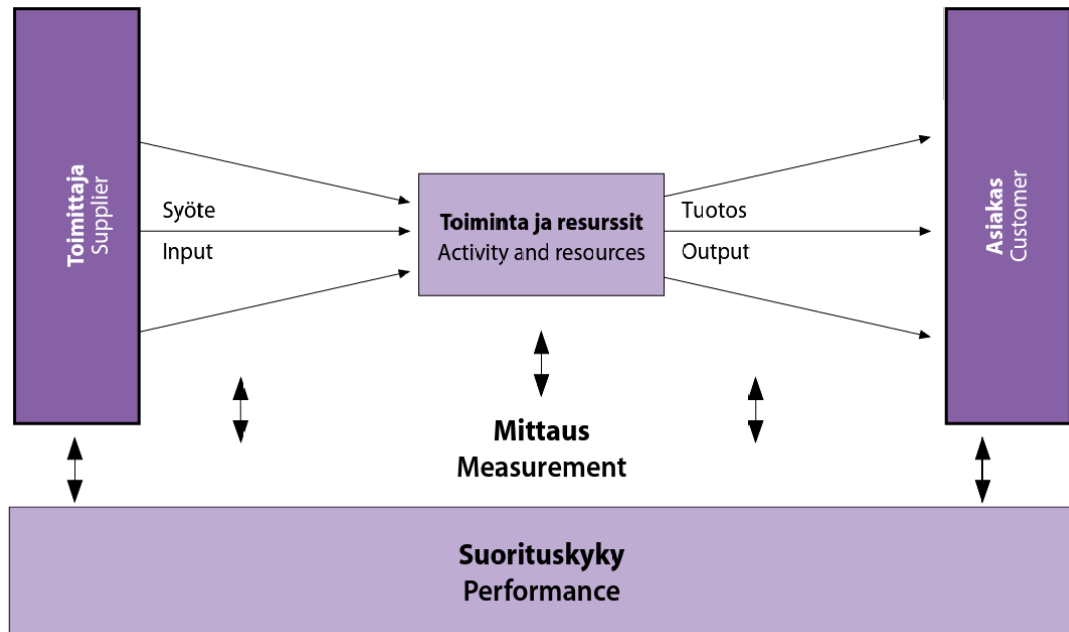 Toimittaja
Supplier
Syöte
Input
Toiminta ja resurssit
Activity and resources
Tuotos
Output
Asiakas
Customer
Mittaus
Measurement
Suorituskyky
Performance